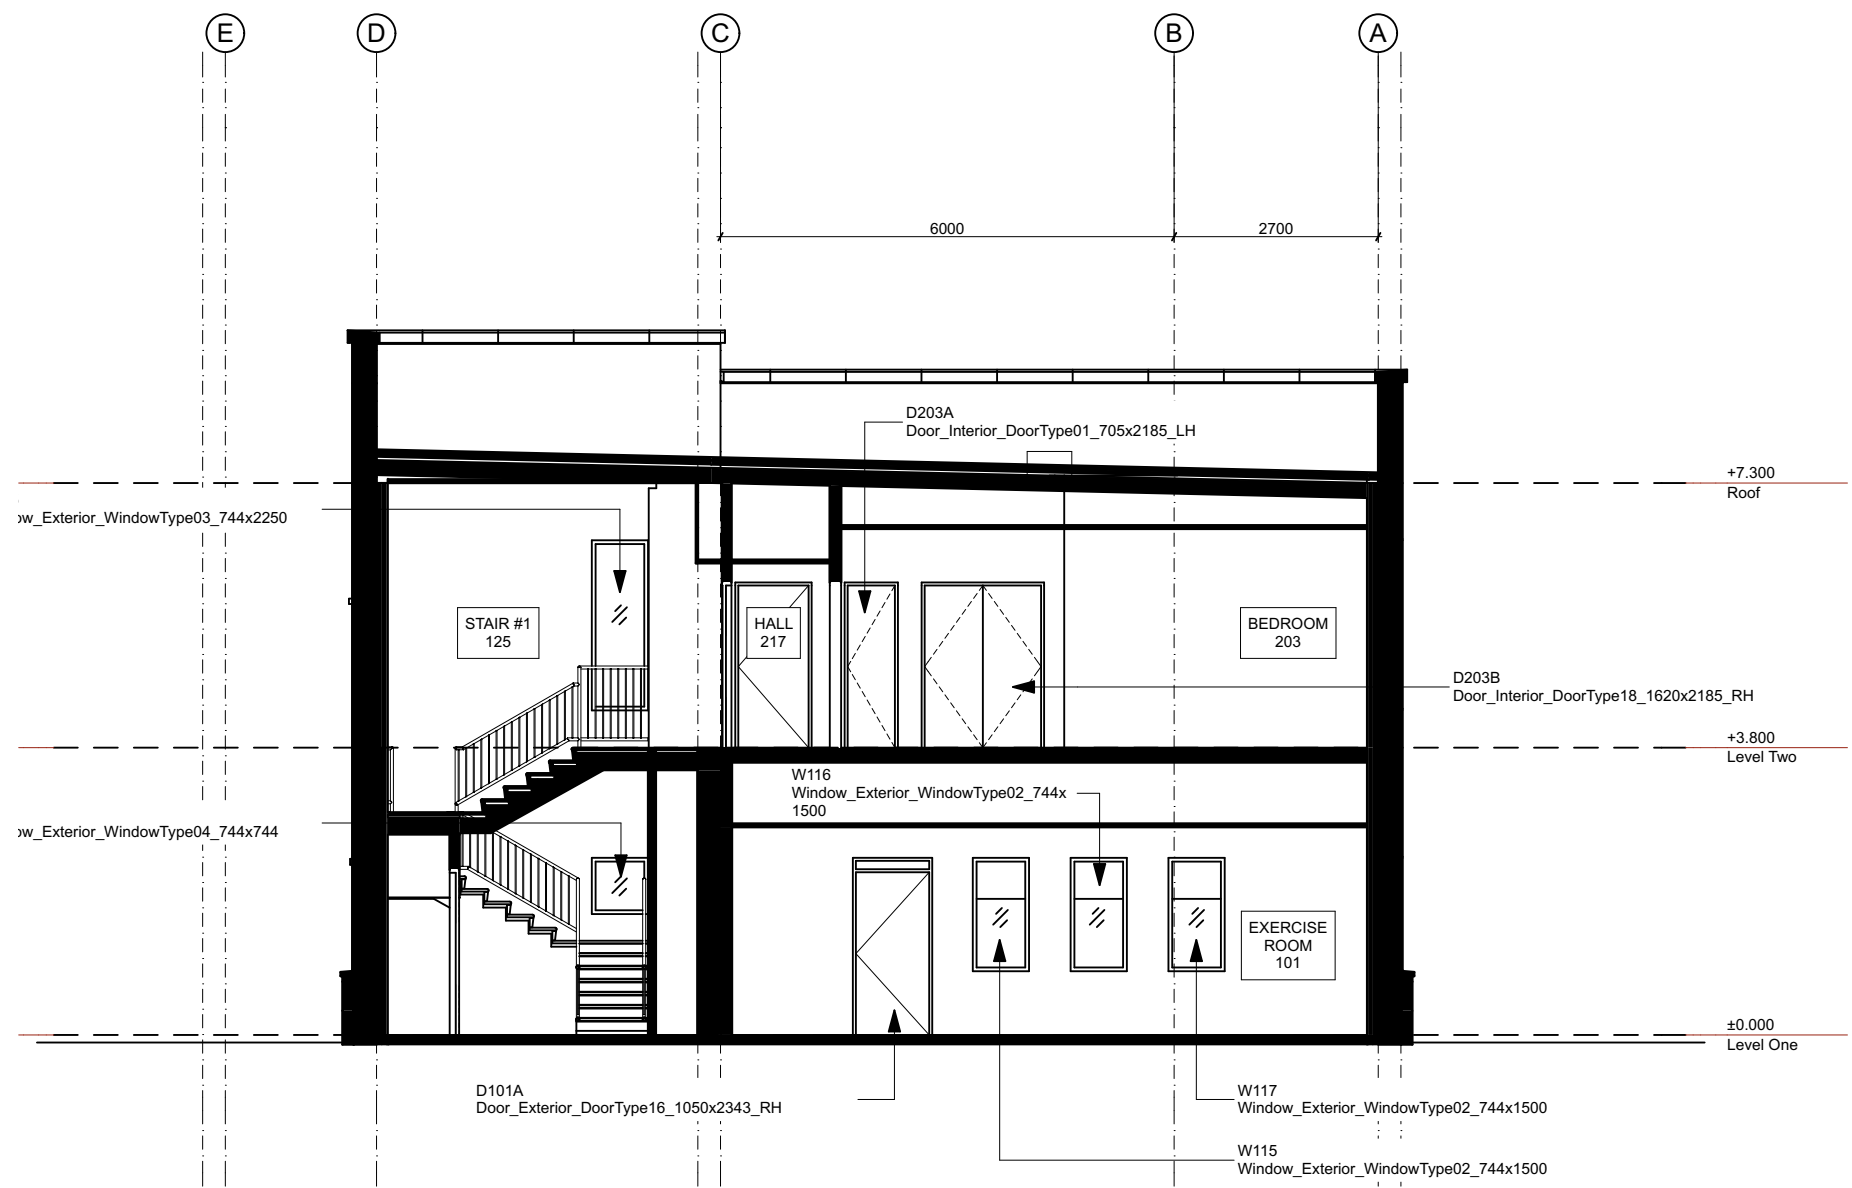 E
D
C
B
A
6000
2700
D203A
Door_Interior_DoorType01_705x2185_LH
+7.300
Roof
ow_Exterior_WindowType03_744x2250
STAIR #1
125
HALL
217
BEDROOM
203
D203B
Door_Interior_DoorType18_1620x2185_RH
+3.800
Level Two
W116
Window_Exterior_WindowType02_744x
1500
ow_Exterior_WindowType04_744x744
EXERCISE
ROOM
101
±0.000
Level One
D101A
Door_Exterior_DoorType16_1050x2343_RH
W117
Window_Exterior_WindowType02_744x1500
W115
Window_Exterior_WindowType02_744x1500